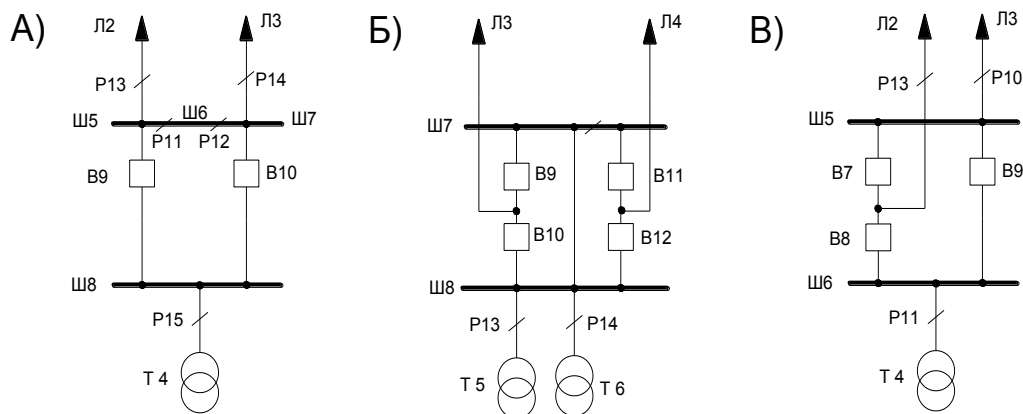 А)
Л2
Л3
Р13
Р14
Ш5
Ш6
Ш7
Р11
Р12
В9
В10
Ш8
Р15
Т 4
Б)
Л3
Л4
Ш7
В9
В11
В10
В12
Ш8
Р13
Р14
Т 5
Т 6
В)
Л2
Л3
Р13
Р10
Ш5
В7
В9
В8
Ш6
Р11
Т 4